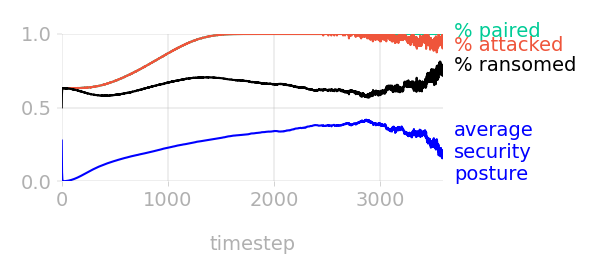 1.0
0.5
0.0
0
1000
2000
3000
timestep
% paired
% attacked
% ransomed
average
security
posture